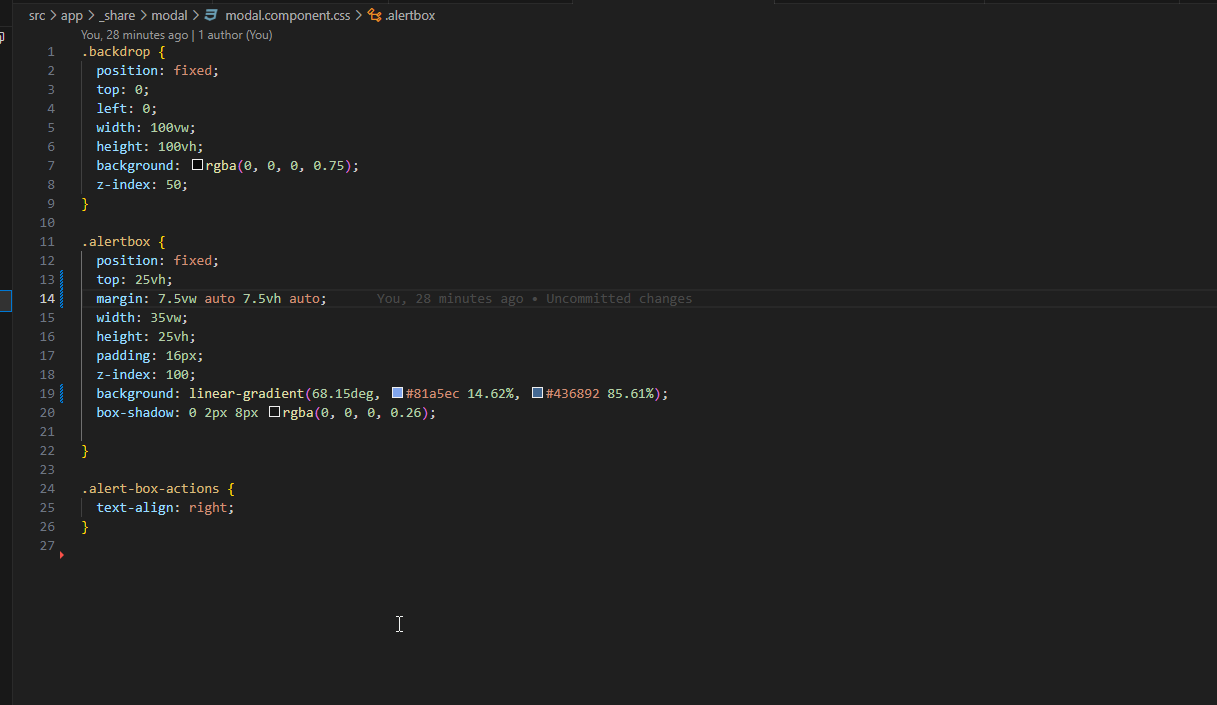 src > app > _share > modal > modal.component.css > .alertbox
You, 28 minutes ago | 1 author (You)
1 .backdrop {
2 position: fixed;
3 top: 0;
4 left: 0;
5 width: 100vw;
6 height: 100vh;
7 background: rgba(0, 0, 0, 0.75);
8 z-index: 50;
9 }
10
11 .alertbox {
12 position: fixed;
13 top: 25vh;
14 margin: 7.5vw auto 7.5vh auto; You, 28 minutes ago • Uncommitted changes
15 width: 35vw;
16 height: 25vh;
17 padding: 16px;
18 z-index: 100;
19 background: linear-gradient(68.15deg, #81a5ec 14.62%, #436892 85.61%);
20 box-shadow: 0 2px 8px rgba(0, 0, 0, 0.26);
21
22 }
23
24 .alert-box-actions {
25 text-align: right;
26 }
27